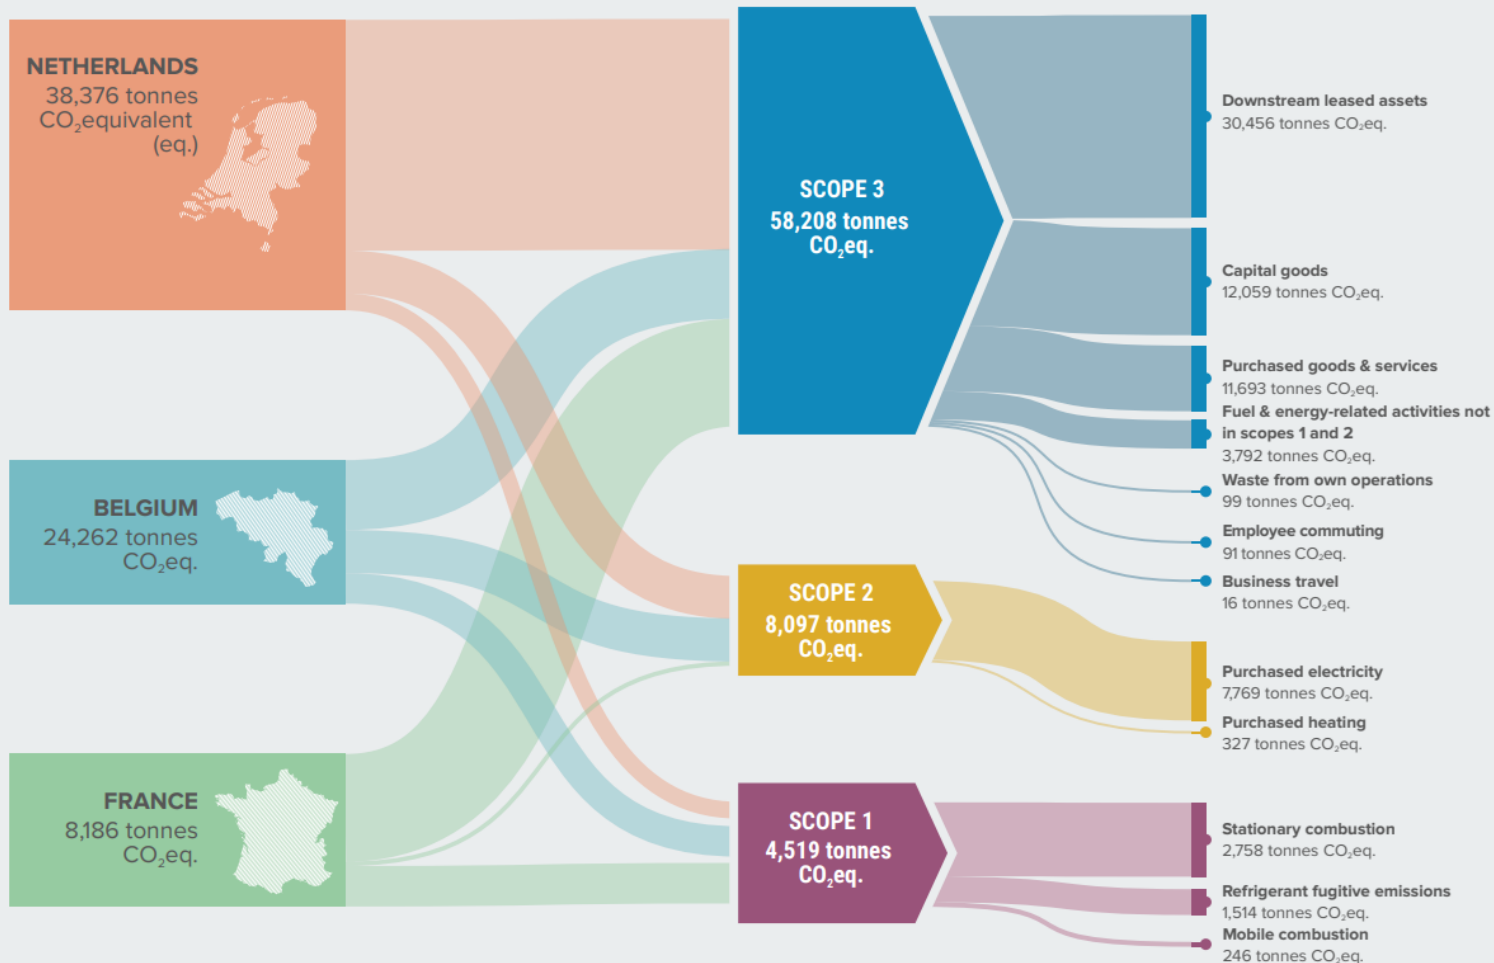 NETHERLANDS
38,376 tonnes
CO₂equivalent
(eq.)
BELGIUM
24,262 tonnes
CO₂eq.
FRANCE
8,186 tonnes
CO₂eq.
SCOPE 3
58,208 tonnes
CO₂eq.
SCOPE 2
8,097 tonnes
CO₂eq.
SCOPE 1
4,519 tonnes
CO₂eq.
Downstream leased assets
30,456 tonnes CO₂eq.
Capital goods
12,059 tonnes CO₂eq.
Purchased goods & services
11,693 tonnes CO₂eq.
Fuel & energy-related activities not
in scopes 1 and 2
3,792 tonnes CO₂eq.
Waste from own operations
99 tonnes CO₂eq.
Employee commuting
91 tonnes CO₂eq.
Business travel
16 tonnes CO₂eq.
Purchased electricity
7,769 tonnes CO₂eq.
Purchased heating
327 tonnes CO₂eq.
Stationary combustion
2,758 tonnes CO₂eq.
Refrigerant fugitive emissions
1,514 tonnes CO₂eq.
Mobile combustion
246 tonnes CO₂eq.